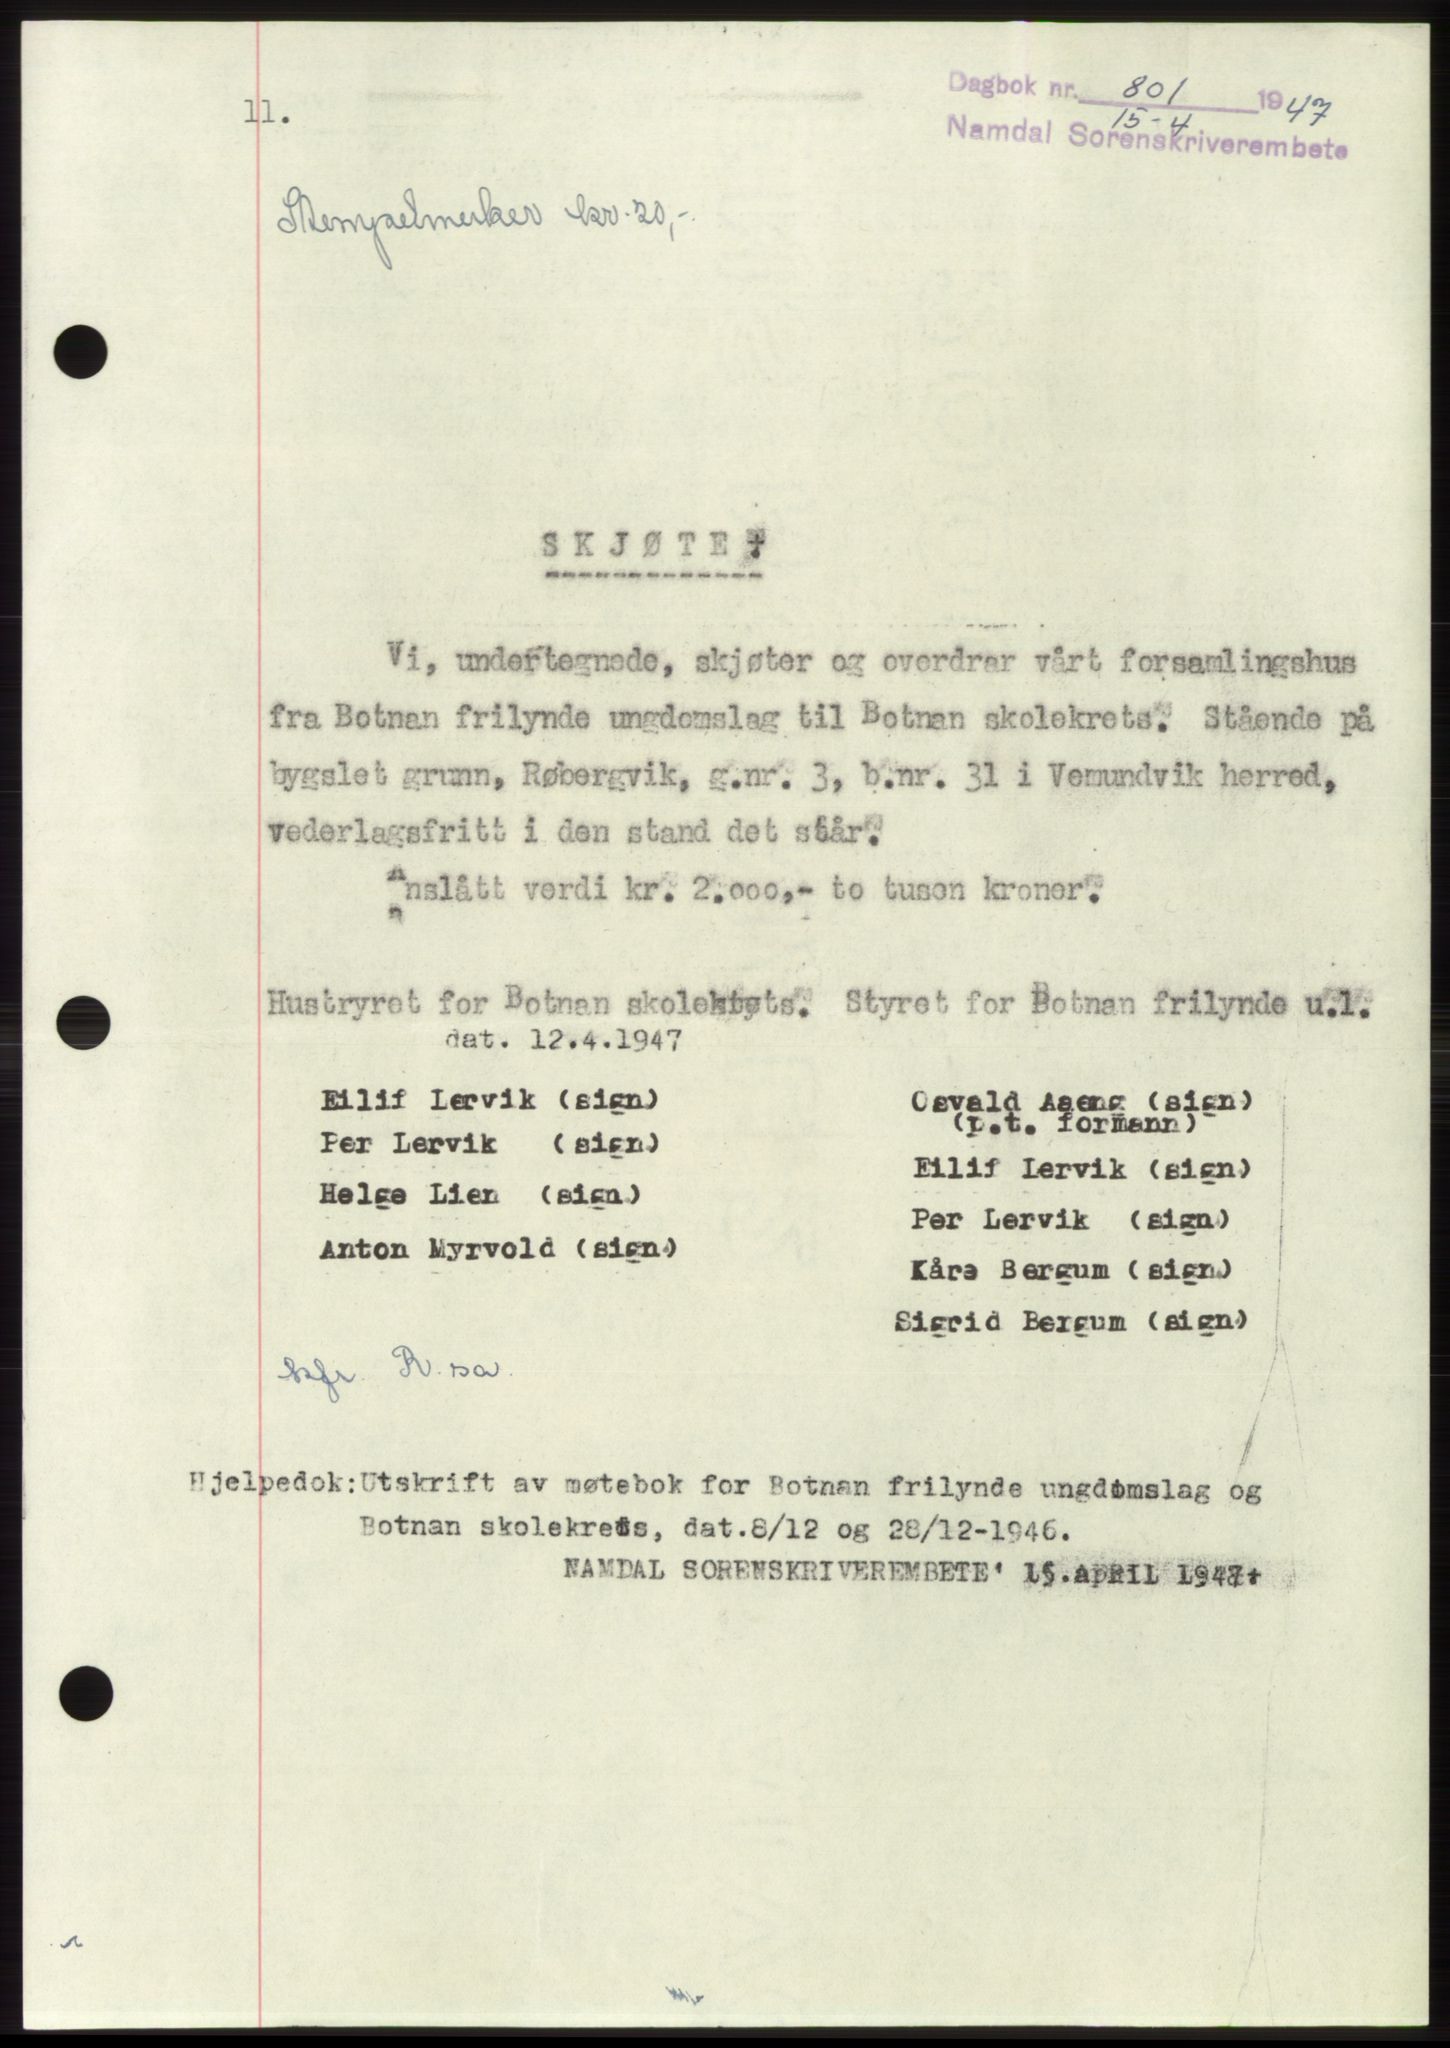 11.
Dagbok nr. 801 1947
15-4
Namdal Sorenskriverembete
Stempelmerker kr. 20,-.
SKJØTE.
Vi, undertegnede, skjøter og overdrar vårt forsamlingshus
fra Botnan frilynde ungdomslag til Botnan skolekrets. Stående på
bygslet grunn, Røbergvik, g.nr. 3, b.nr. 31 i Vemundvik herred,
vederlagsfritt i den stand det står.
Anslått verdi kr. 2.000,- to tusen kroner.
Hustryret for Botnan skolekrets. Styret for Botnan frilynde u.l.
dat. 12.4.1947
Eilif Lervik (sign) Osvald Aaeng (sign)
(p.t. formann)
Per Lervik (sign)
Eilif Lervik (sign)
Helge Lien (sign)
Per Lervik (sign)
Anton Myrvold (sign)
Kåre Bergum (sign)
Sigrid Bergum (sign)
kfr. R. sa.
Hjelpedok: Utskrift av møtebok for Botnan frilynde ungdomslag og
Botnan skolekrets, dat. 8/12 og 28/12-1946.
NAMDAL SORENSKRIVEREMBETE' 15. APRIL 1947.